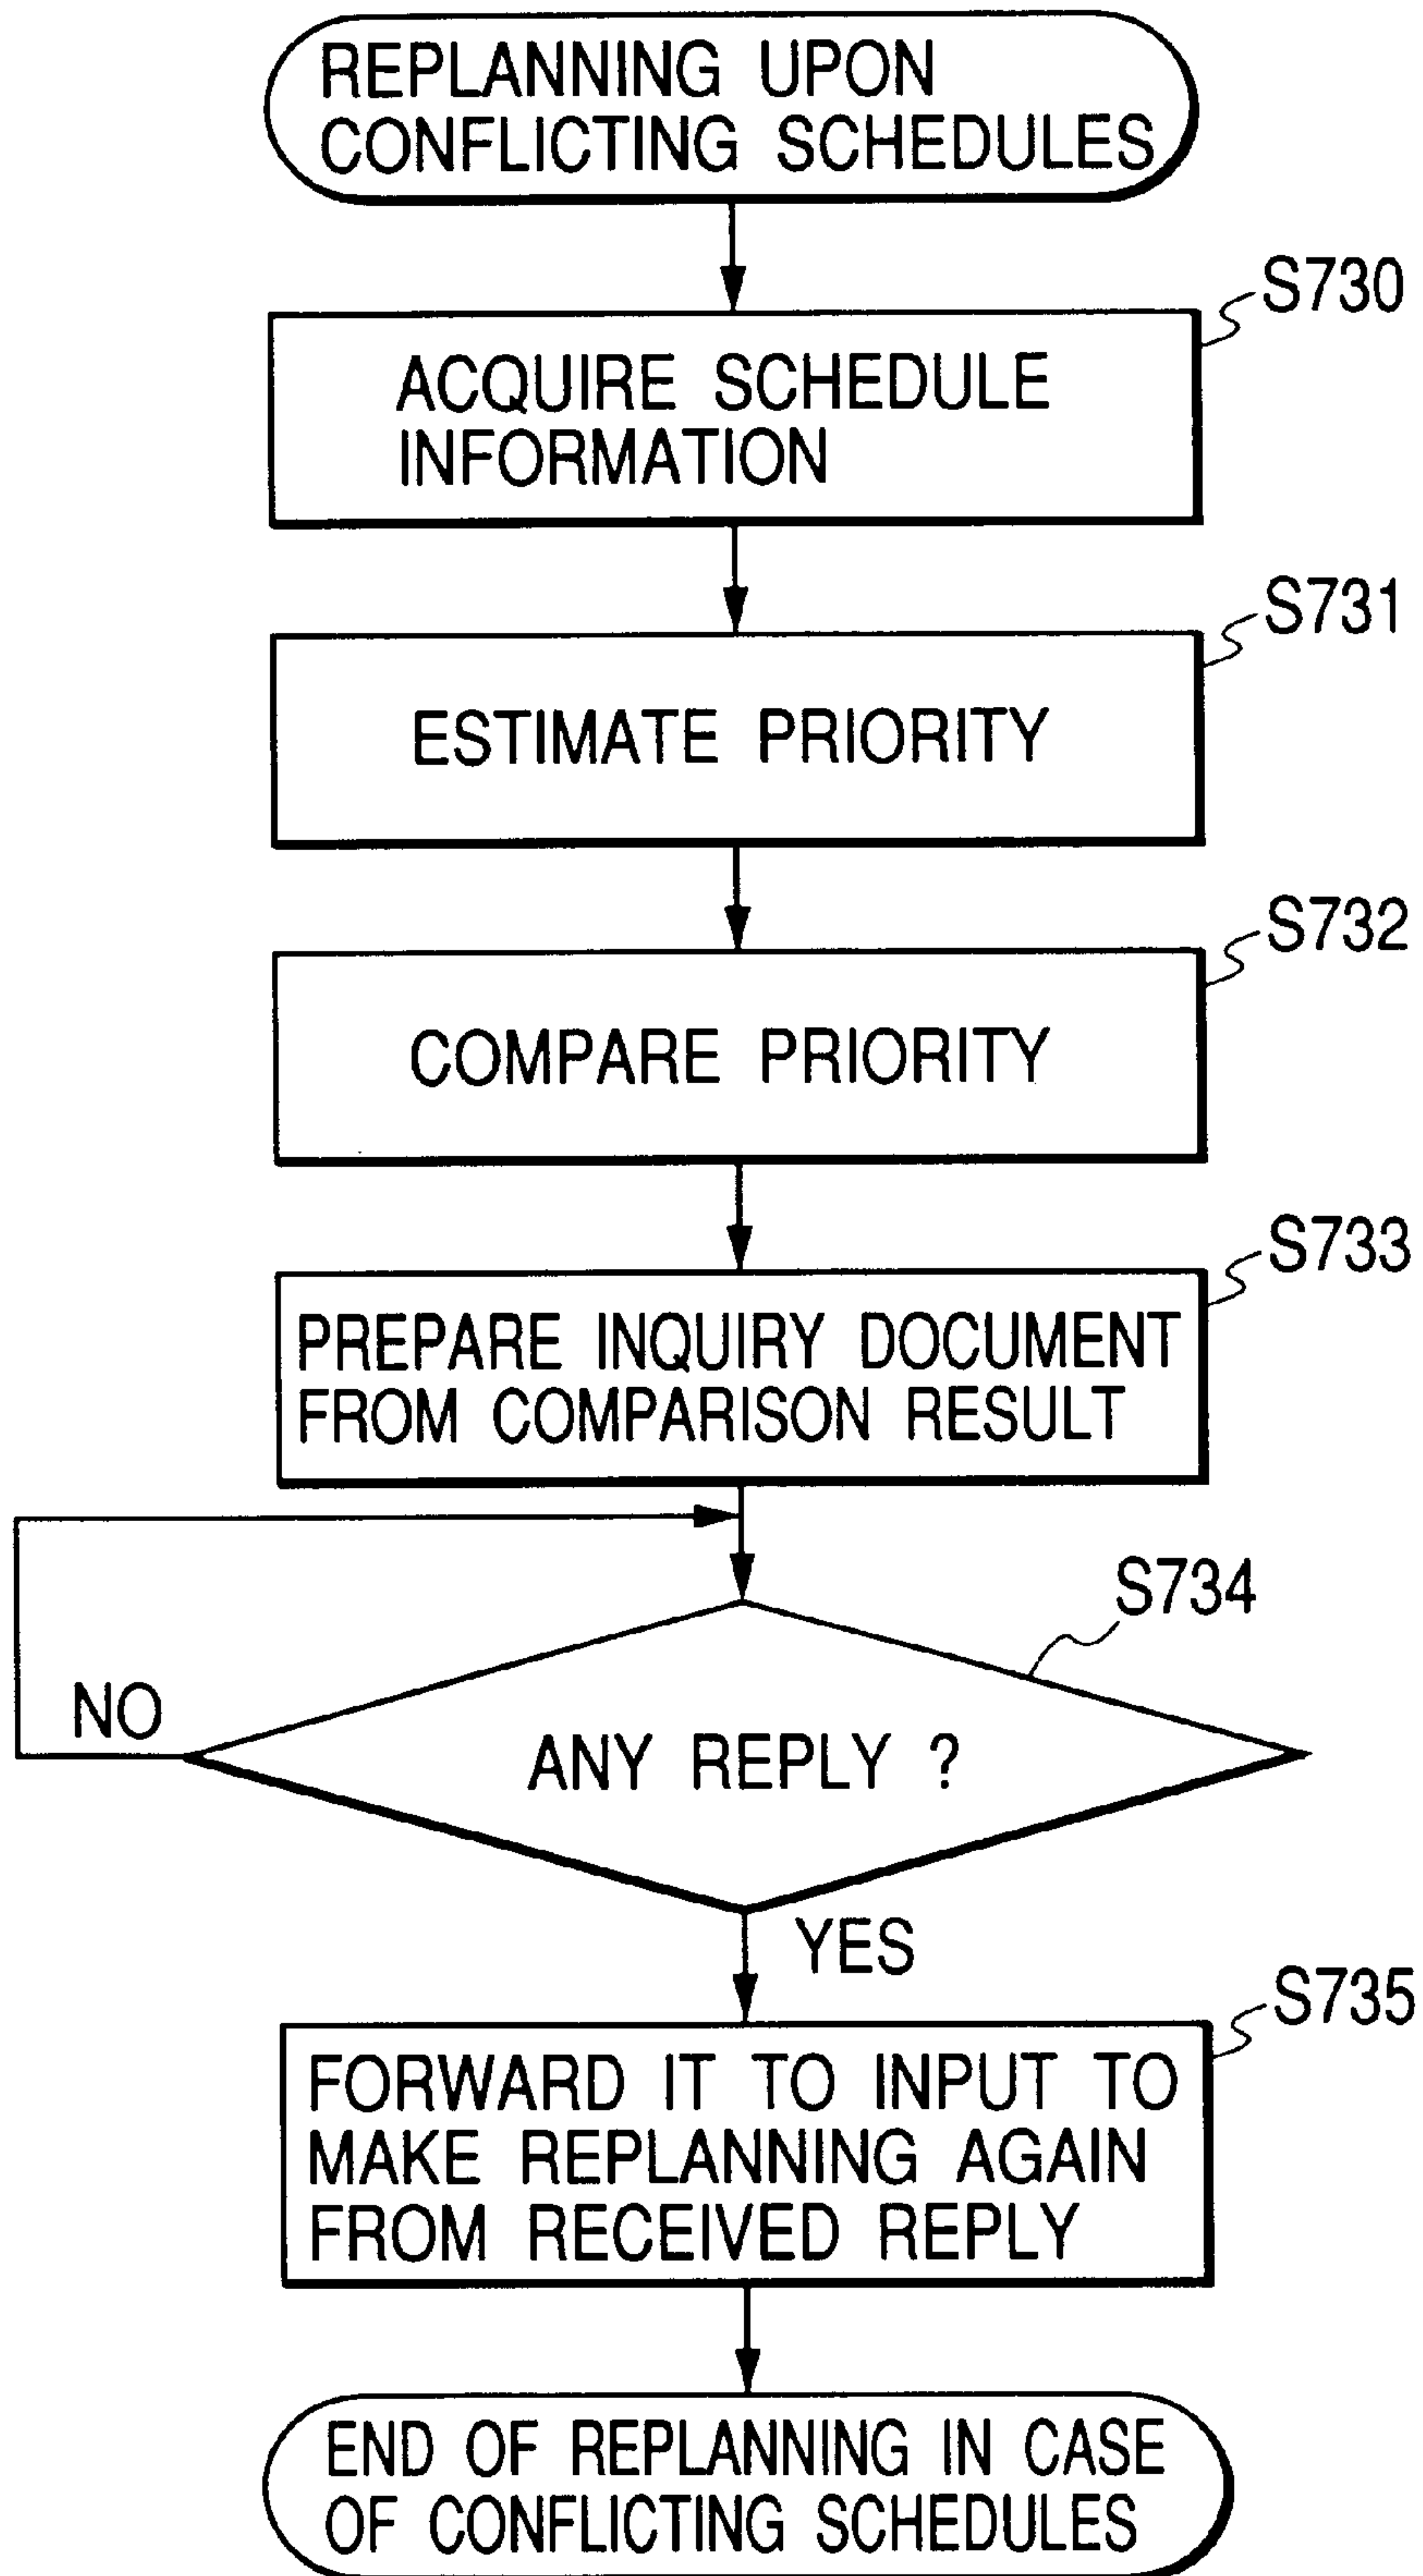 REPLANNING UPON
CONFLICTING SCHEDULES
S730
ACQUIRE SCHEDULE
INFORMATION
S731
ESTIMATE PRIORITY
S732
COMPARE PRIORITY
S733
PREPARE INQUIRY DOCUMENT
FROM COMPARISON RESULT
S734
NO
ANY REPLY ?
YES
S735
FORWARD IT TO INPUT TO
MAKE REPLANNING AGAIN
FROM RECEIVED REPLY
END OF REPLANNING IN CASE
OF CONFLICTING SCHEDULES